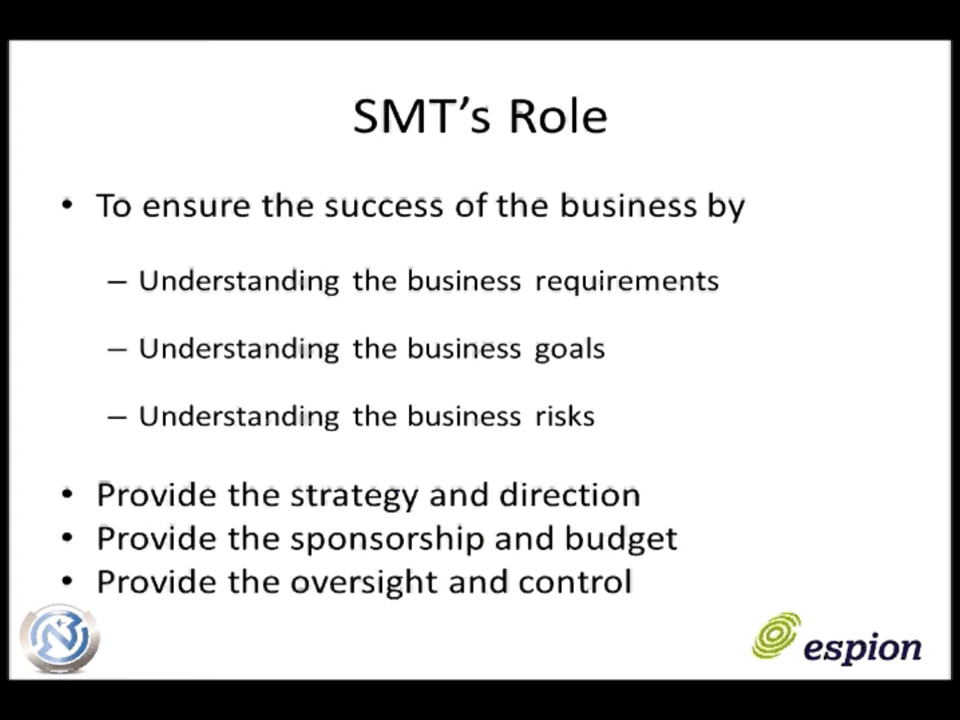 SMT's Role
• To ensure the success of the business by
– Understanding the business requirements
– Understanding the business goals
– Understanding the business risks
• Provide the strategy and direction
• Provide the sponsorship and budget
• Provide the oversight and control
espion